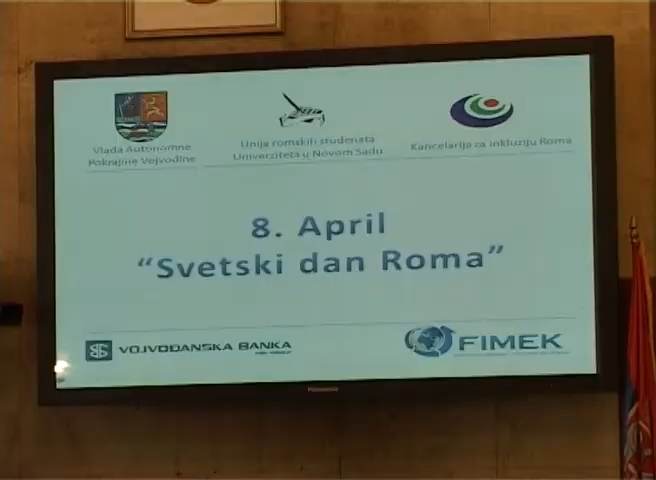 Vlada Autonomne
Pokrajine Vojvodine
Unija romskih studenata
Univerziteta u Novom Sadu
Kancelarija za inkluziju Roma
8. April
“Svetski dan Roma”
VOJVOĐANSKA BANKA
FIMEK